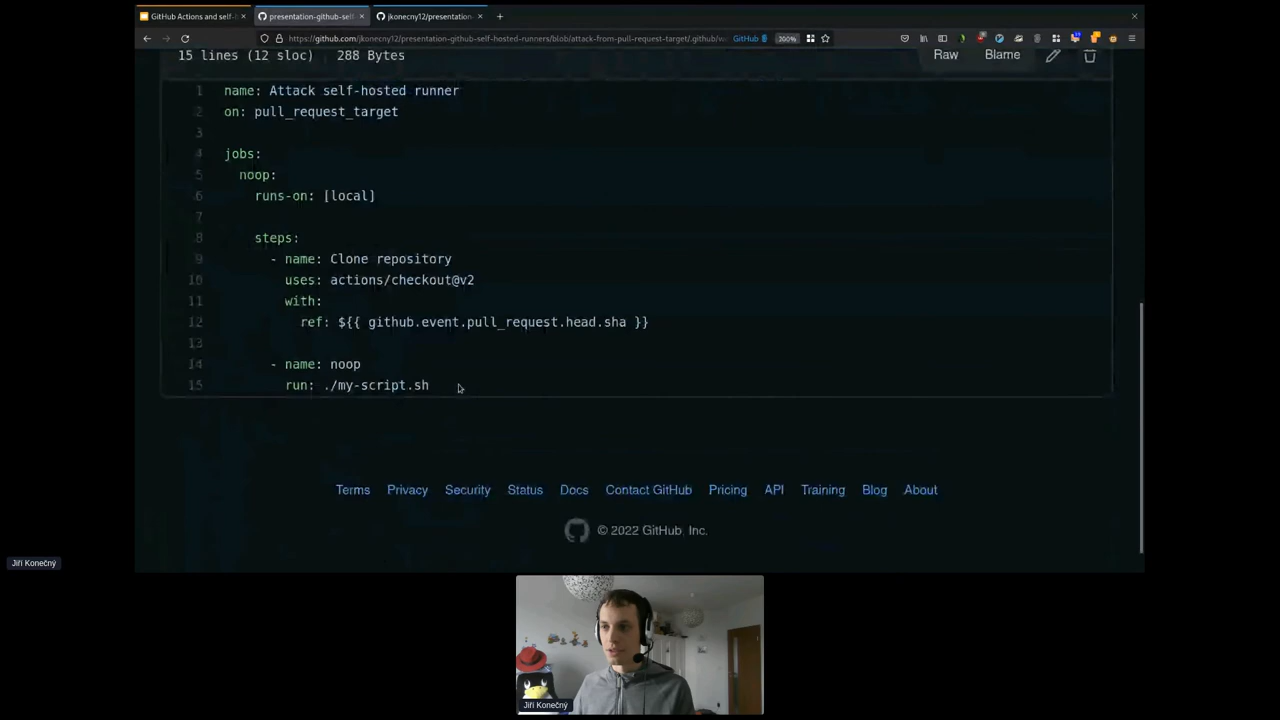 GitHub Actions and self-h
presentation-github-self-
jkonecny12/presentation
https://github.com/jkonecny12/presentation-github-self-hosted-runners/blob/attack-from-pull-request-target/.github/w
GitHub
300%
15 lines (12 sloc) 288 Bytes
Raw Blame
1 name: Attack self-hosted runner
2 on: pull_request_target
3
4 jobs:
5 noop:
6 runs-on: [local]
7
8 steps:
9 - name: Clone repository
10 uses: actions/checkout@v2
11 with:
12 ref: ${{ github.event.pull_request.head.sha }}
13
14 - name: noop
15 run: ./my-script.sh
Terms Privacy Security Status Docs Contact GitHub Pricing API Training Blog About
© 2022 GitHub, Inc.
Jiří Konečný
Jiří Konečný